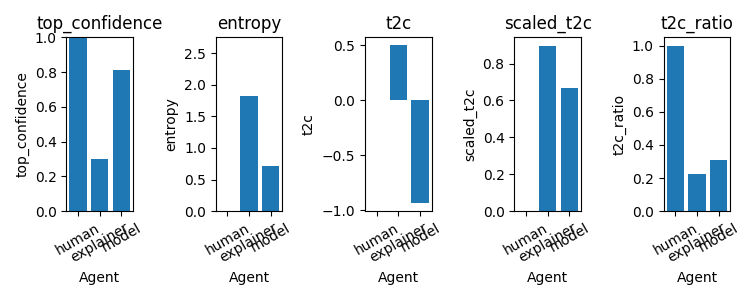 top_confidence
top_confidence
1.0
0.8
0.6
0.4
0.2
0.0
human
explainer
model
Agent
entropy
entropy
2.5
2.0
1.5
1.0
0.5
0.0
human
explainer
model
Agent
t2c
t2c
0.5
0.0
−0.5
−1.0
human
explainer
model
Agent
scaled_t2c
scaled_t2c
0.8
0.6
0.4
0.2
0.0
human
explainer
model
Agent
t2c_ratio
t2c_ratio
1.0
0.8
0.6
0.4
0.2
0.0
human
explainer
model
Agent